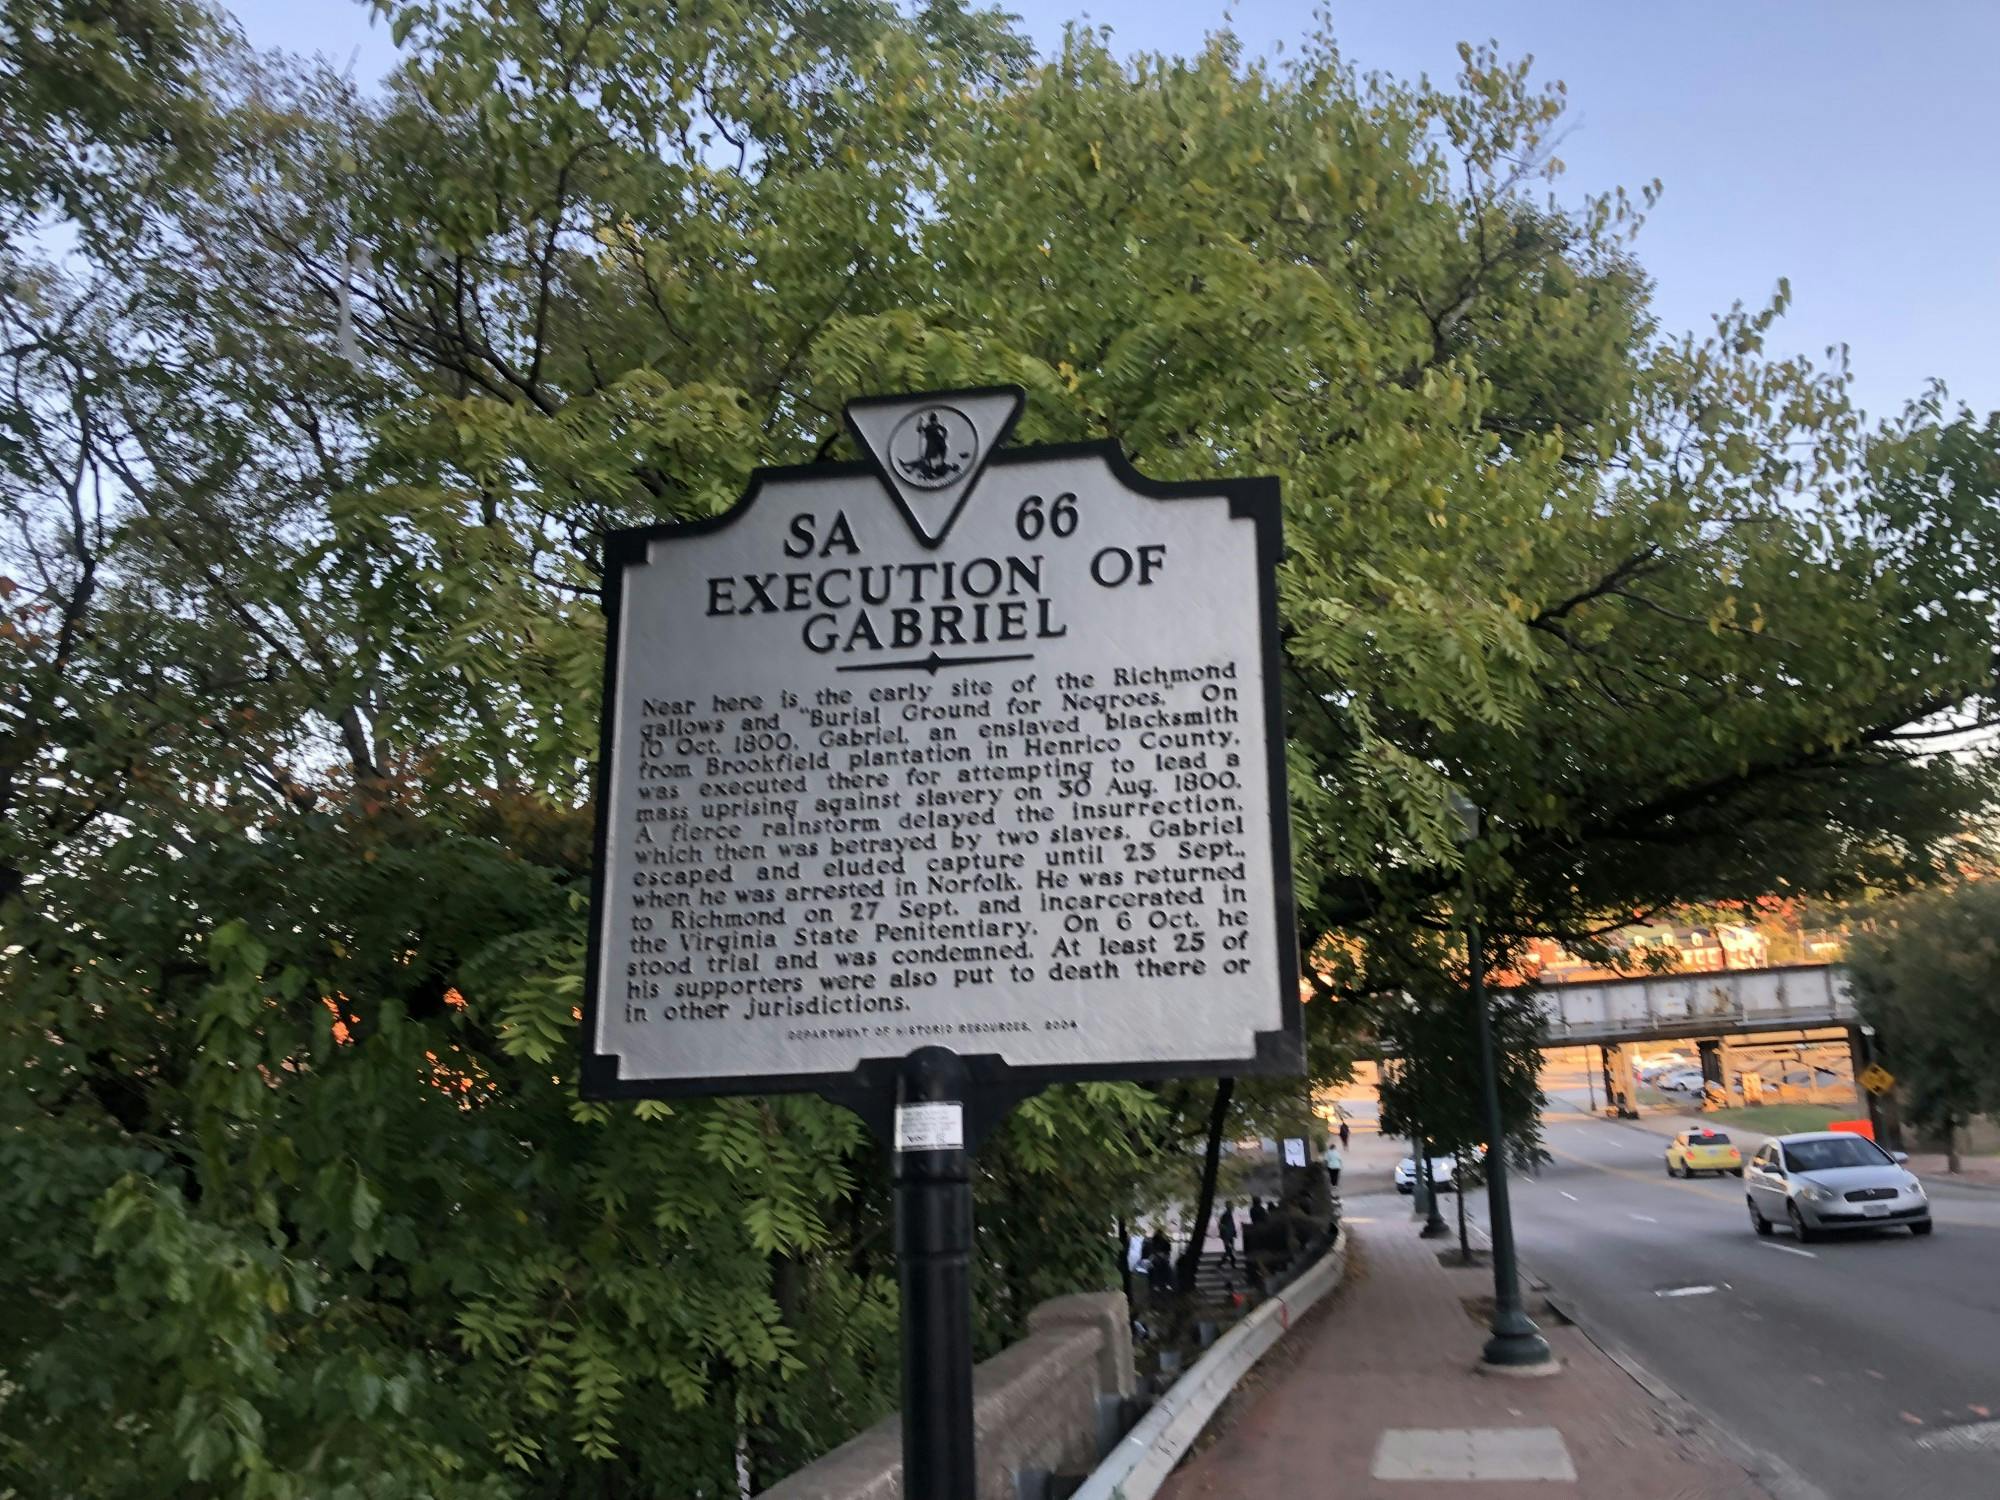 SA 66
EXECUTION OF
GABRIEL
Near here is the early site of the Richmond
gallows and "Burial Ground for Negroes." On
10 Oct. 1800, Gabriel, an enslaved blacksmith
from Brookfield plantation in Henrico County,
was executed there for attempting to lead a
mass uprising against slavery on 30 Aug. 1800.
A fierce rainstorm delayed the insurrection,
which then was betrayed by two slaves. Gabriel
escaped and eluded capture until 23 Sept.,
when he was arrested in Norfolk. He was returned
to Richmond on 27 Sept. and incarcerated in
the Virginia State Penitentiary. On 6 Oct. he
stood trial and was condemned. At least 25 of
his supporters were also put to death there or
in other jurisdictions.
DEPARTMENT OF HISTORIC RESOURCES, 2004